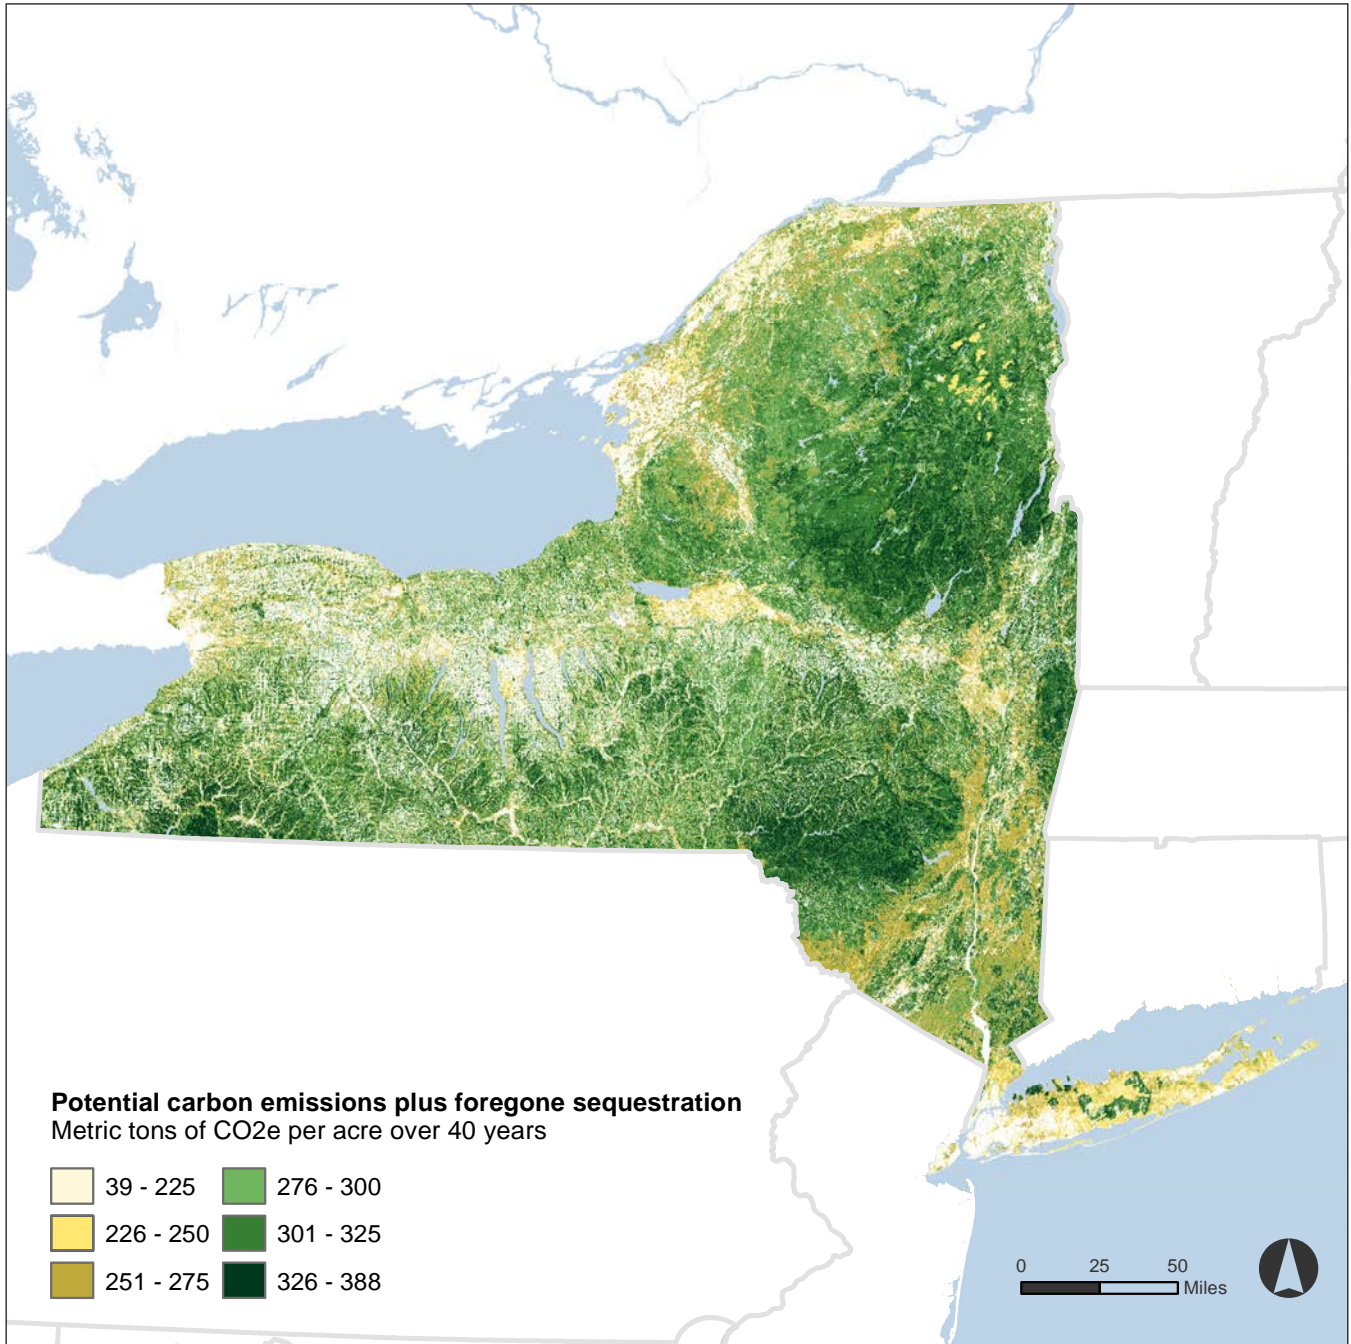 Potential carbon emissions plus foregone sequestration
Metric tons of CO2e per acre over 40 years
39 - 225
276 - 300
226 - 250
301 - 325
251 - 275
326 - 388
0 25 50
Miles